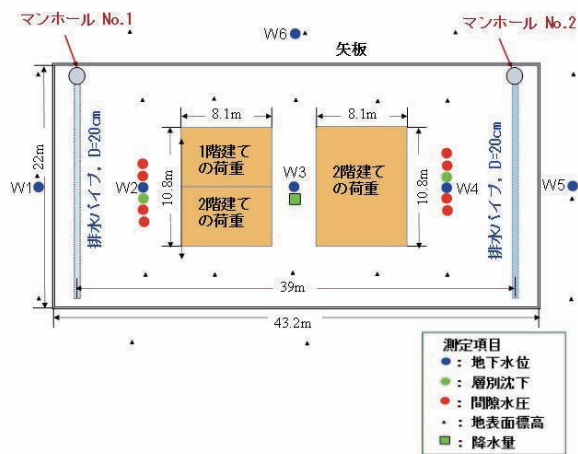 マンホール No.1
マンホール No.2
W6
矢板
8.1m
8.1m
22m
10.8m
1階建て
の荷重
2階建て
の荷重
2階建て
の荷重
10.8m
W1
W2
W3
W4
W5
排水パイプ, D=20cm
排水パイプ, D=20cm
39m
43.2m
測定項目
: 地下水位
: 層別沈下
: 間隙水圧
: 地表面標高
: 降水量